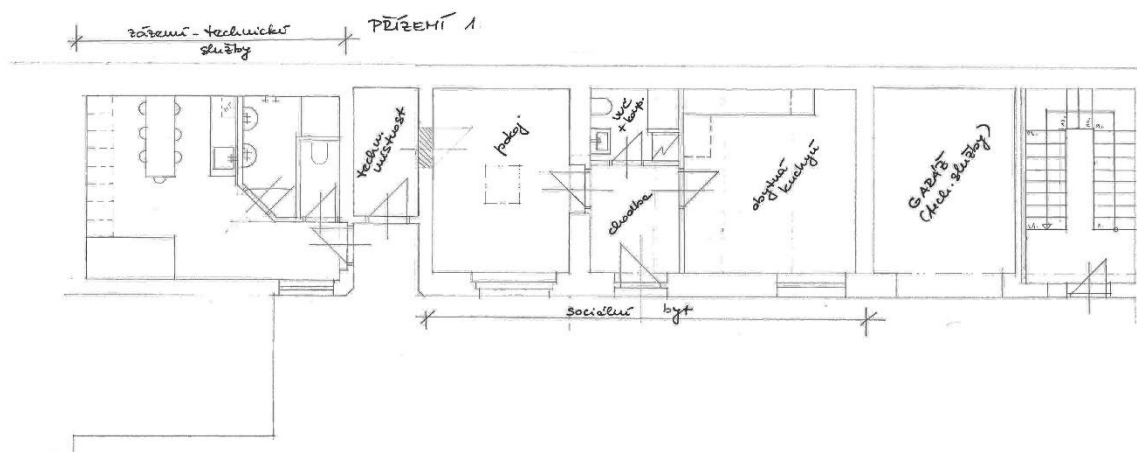 PŘÍZEMÍ 1.
zázemí - technické
služby
techn.
místnost
pokoj
WC
+ koup.
chodba
obytná
kuchyň
GARÁŽ
(tech. služby)
sociální byt